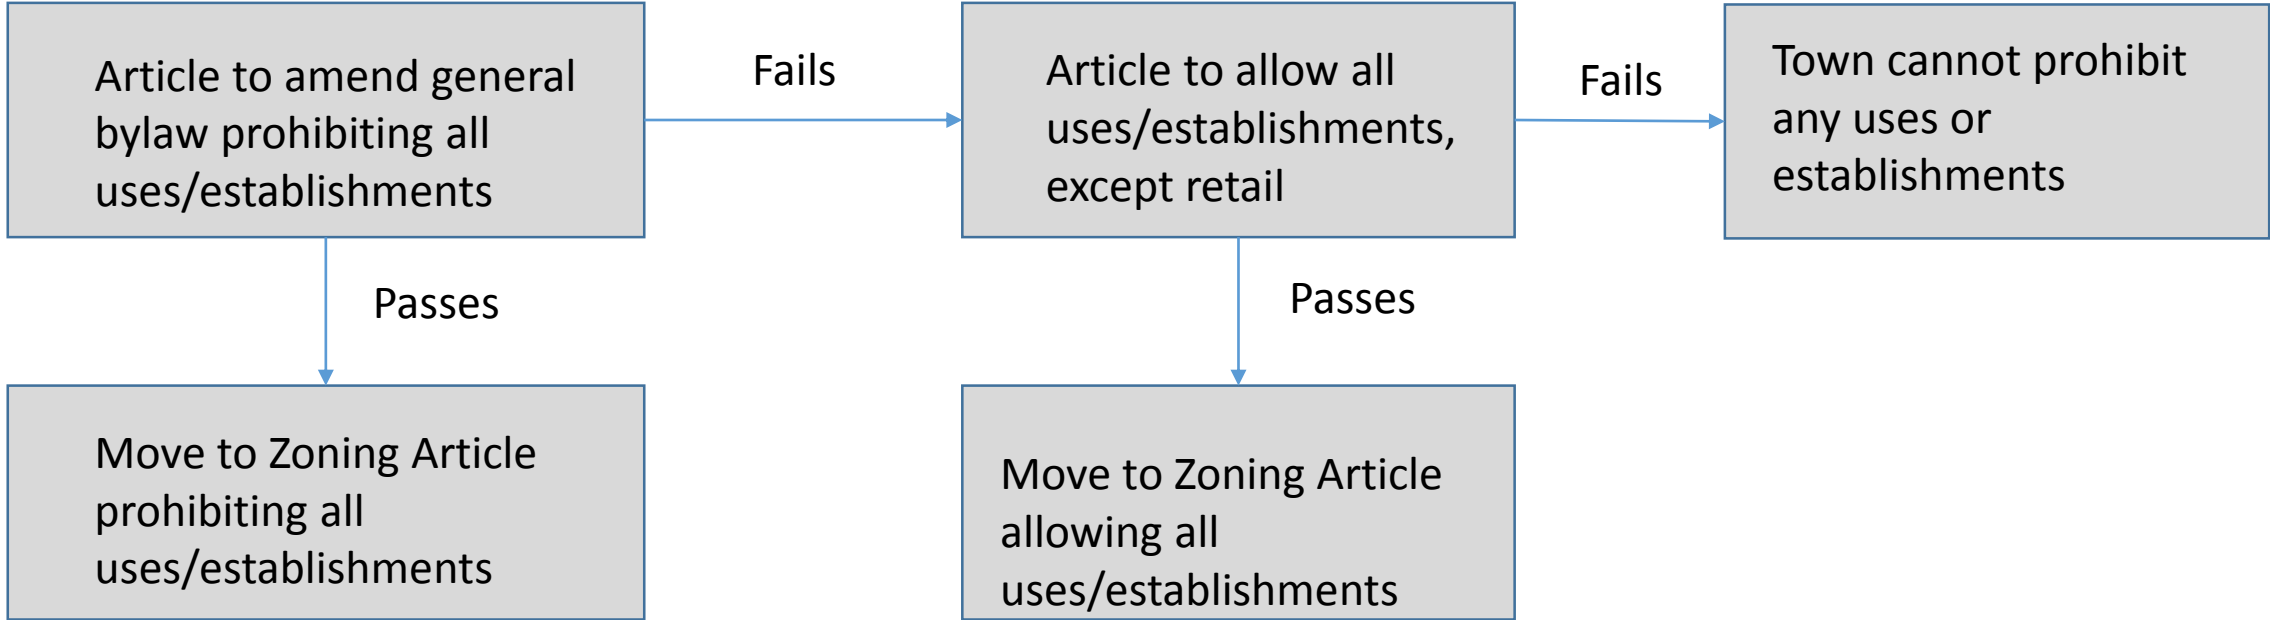 Article to amend general
bylaw prohibiting all
uses/establishments
Fails
Article to allow all
uses/establishments,
except retail
Fails
Town cannot prohibit
any uses or
establishments
Passes
Passes
Move to Zoning Article
prohibiting all
uses/establishments
Move to Zoning Article
allowing all
uses/establishments